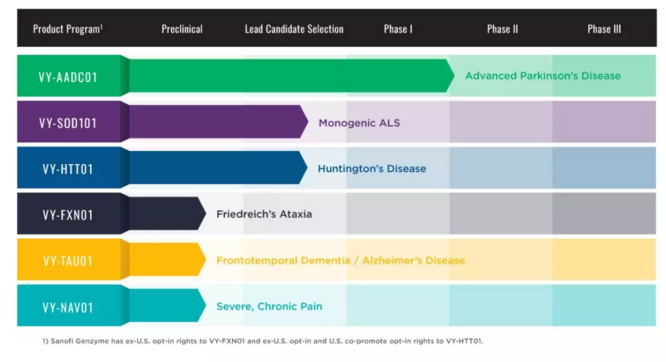 Product Program¹ Preclinical Lead Candidate Selection Phase I Phase II Phase III
VY-AADC01 Advanced Parkinson's Disease
VY-SOD101 Monogenic ALS
VY-HTT01 Huntington's Disease
VY-FXN01 Friedreich's Ataxia
VY-TAU01 Frontotemporal Dementia / Alzheimer's Disease
VY-NAV01 Severe, Chronic Pain
1) Sanofi Genzyme has ex-U.S. opt-in rights to VY-FXN01 and ex-U.S. opt-in and U.S. co-promote opt-in rights to VY-HTT01.